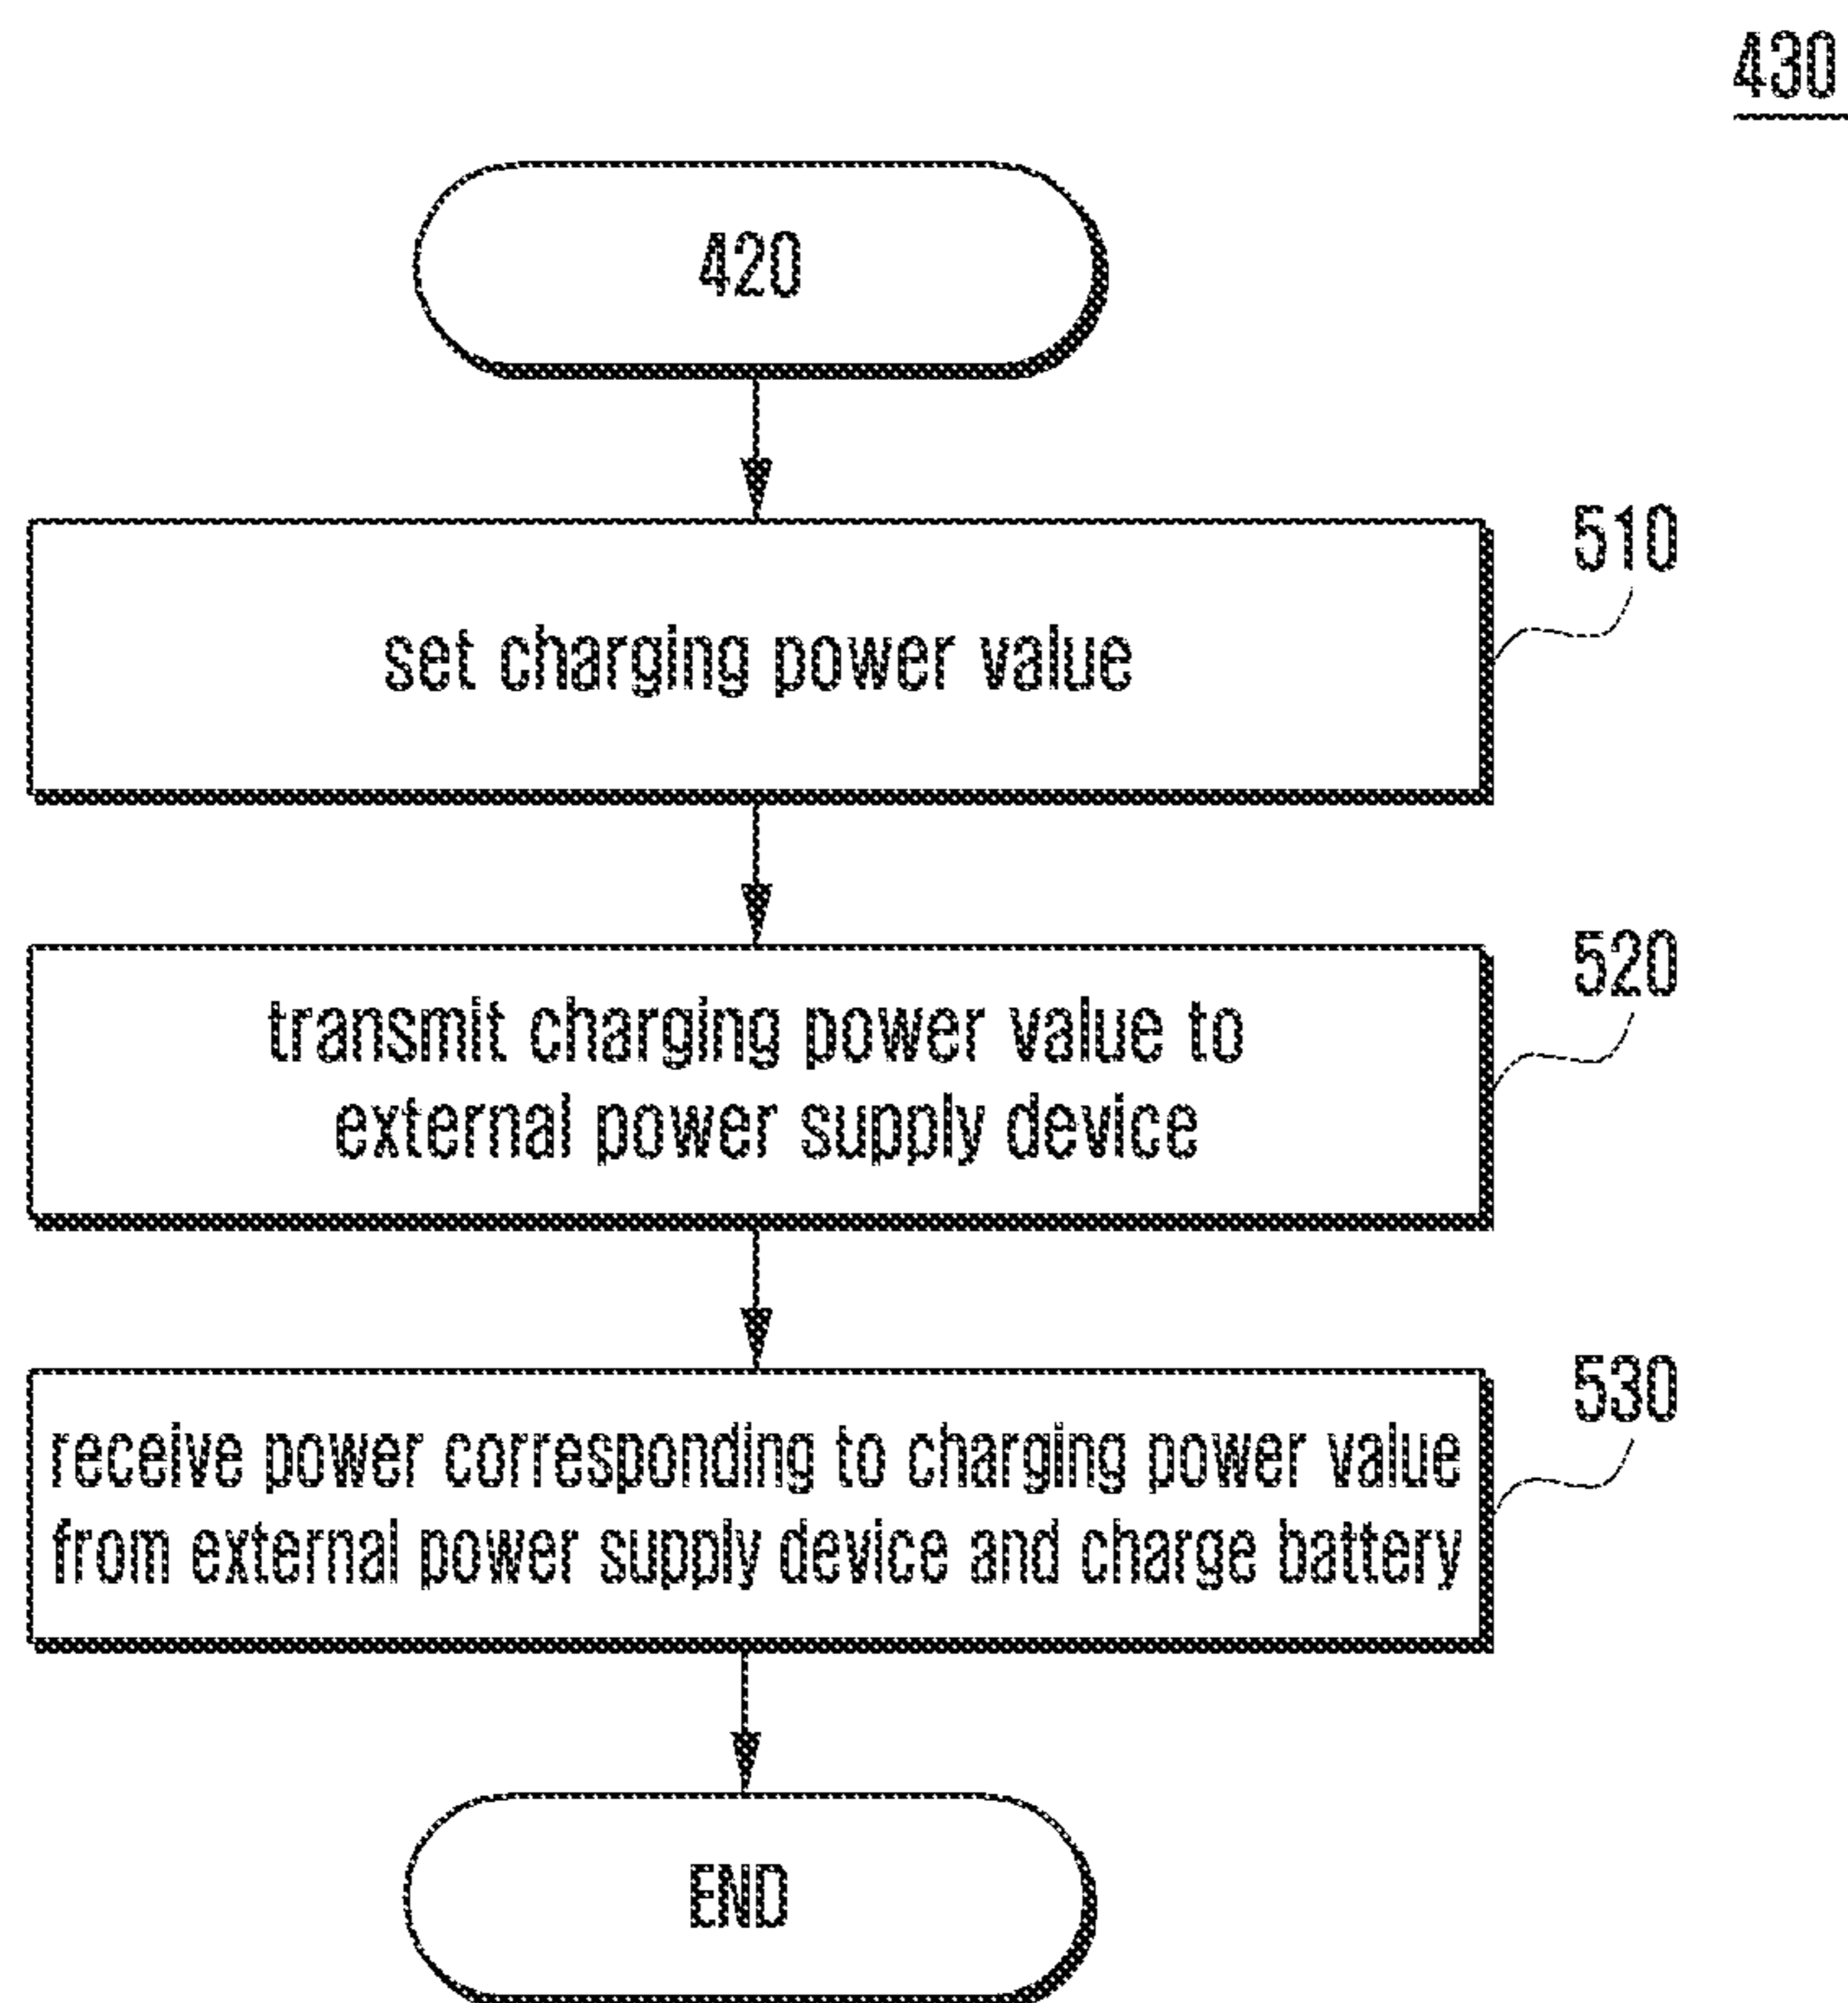 430
420
510
set charging power value
520
transmit charging power value to
external power supply device
530
receive power corresponding to charging power value
from external power supply device and charge battery
END